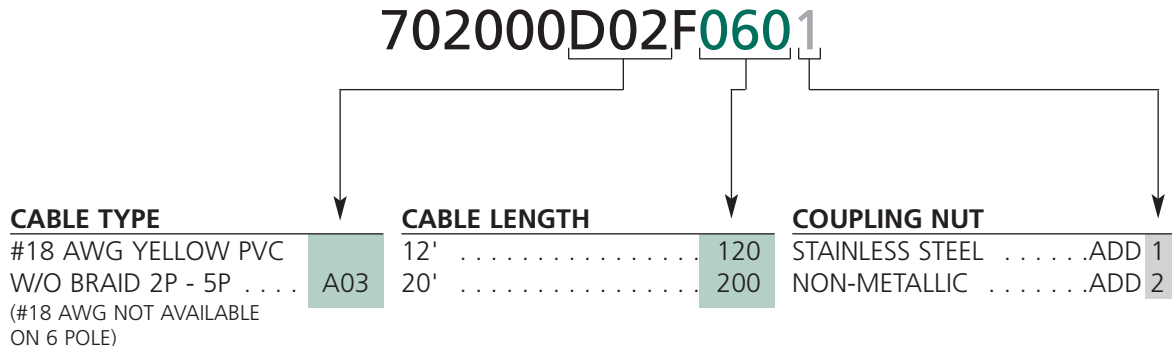 702000D02F0601
CABLE TYPE
#18 AWG YELLOW PVC
W/O BRAID 2P - 5P . . . . A03
(#18 AWG NOT AVAILABLE
ON 6 POLE)
CABLE LENGTH
12' . . . . . . . . . . . . . . . . . 120
20' . . . . . . . . . . . . . . . . . 200
COUPLING NUT
STAINLESS STEEL . . . . . .ADD 1
NON-METALLIC . . . . . . .ADD 2